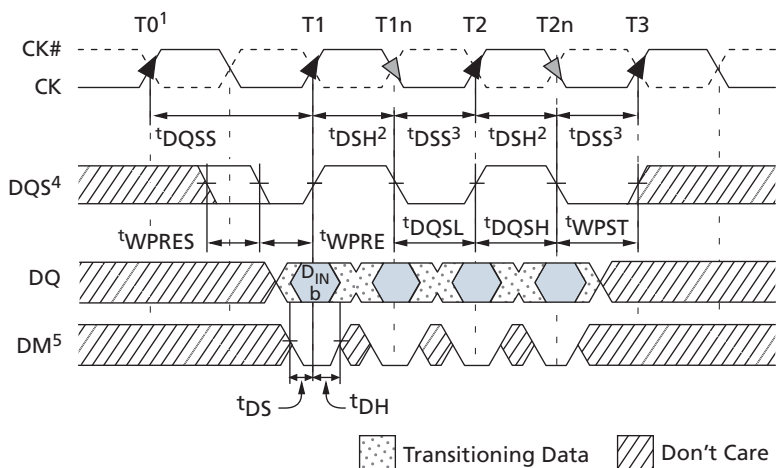 T0¹ T1 T1n T2 T2n T3
CK#
CK
tDQSS tDSH² tDSS³ tDSH² tDSS³
DQS⁴
tWPRES tWPRE tDQSL tDQSH tWPST
DQ
DIN
b
DM⁵
tDS tDH
Transitioning Data Don't Care